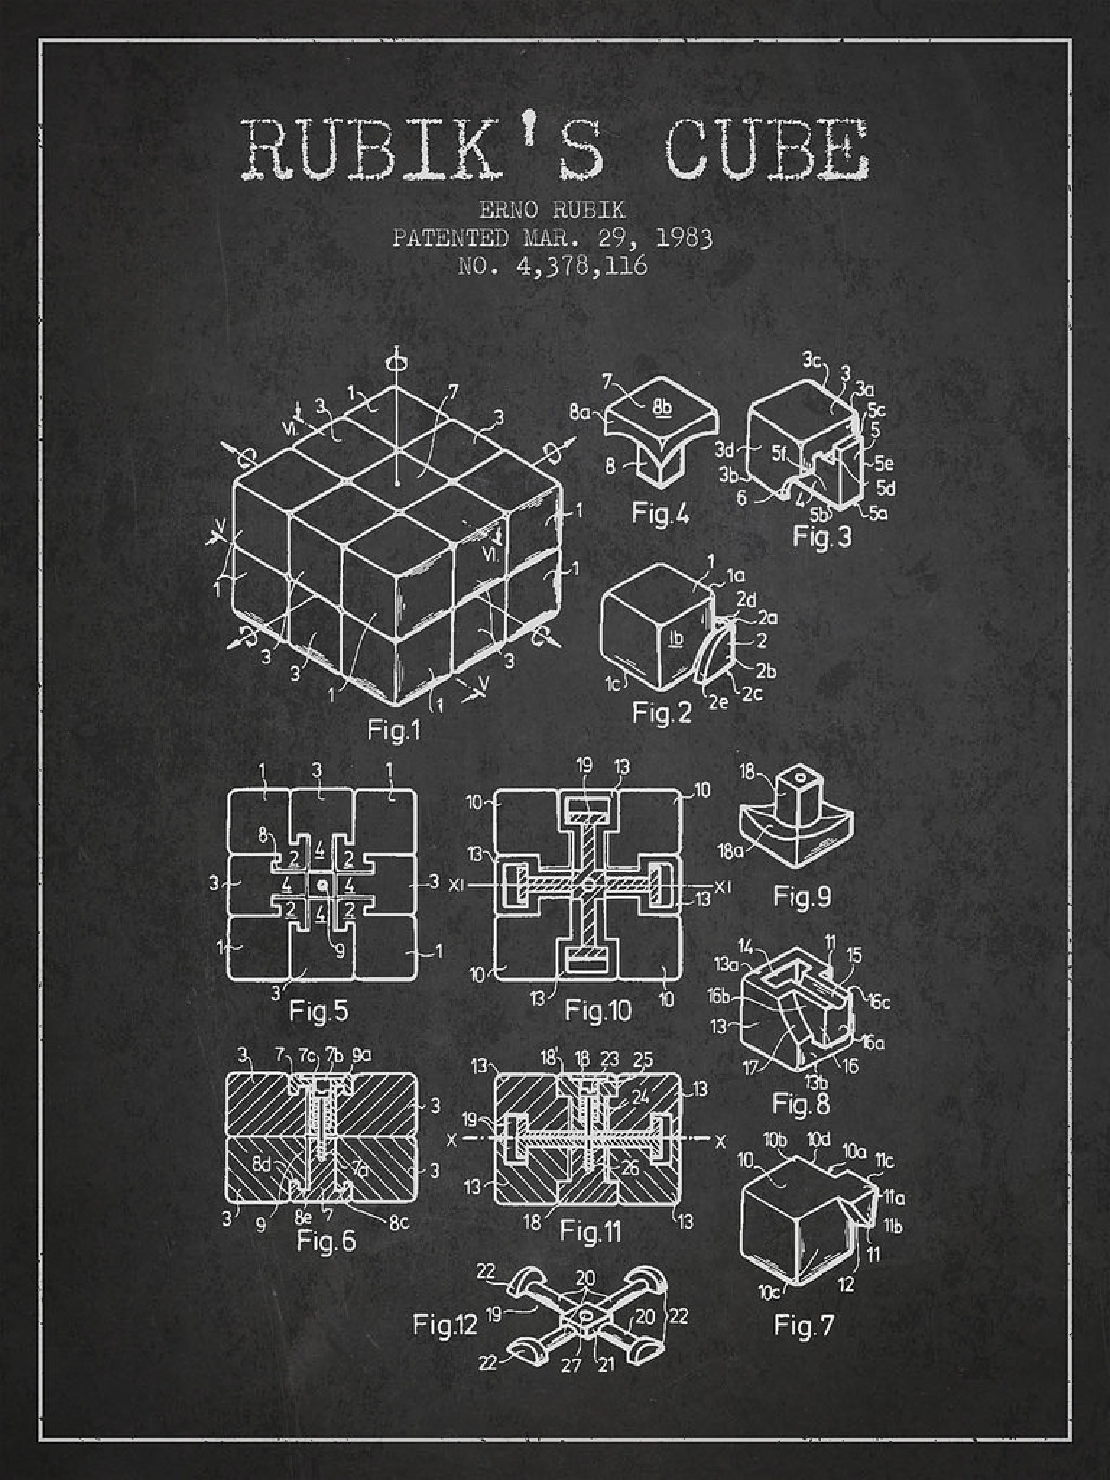 RUBIK'S CUBE
ERNO RUBIK
PATENTED MAR. 29, 1983
NO. 4,378,116
1 3 7 3 VI. V 1 1 1 VI. 1 3 3 1 1 3 V
Fig.1
7 8a 8b 8
Fig.4
3c 3 3a 5c 5 3d 5f 5e 3b 5d 6 4 5b 5a
Fig.3
1 1a 2d 2a 1b 2 2b 1c 2c 2e
Fig.2
1 3 1 8 2 4 2 3 4 4 3 2 4 2 1 9 1 3
Fig.5
19 13 10 10 13 XI XI 13 10 13 10
Fig.10
18 18a
Fig.9
14 11 13a 15 16b 16c 13 16a 17 16 13b
Fig.8
3 7 7c 7b 9a 3 8d 7a 3 3 9 8e 7 8c
Fig.6
13 18' 18 23 25 13 24 19 X X 26 13 18 13
Fig.11
10b 10d 10a 10 11c 11a 11b 11 12 10c
Fig.7
22 20 19 20 22 22 27 21
Fig.12